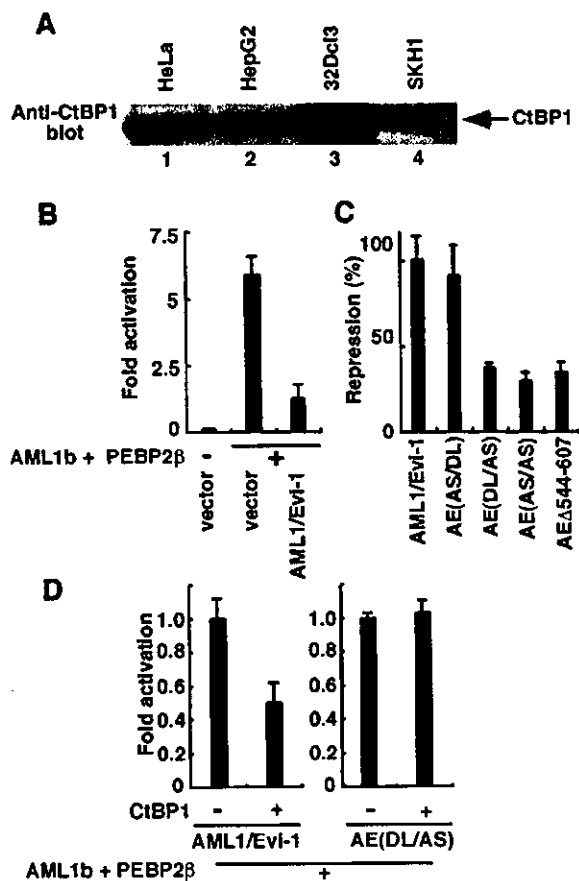 A
HeLa
HepG2
32Dcl3
SKH1
Anti-CtBP1
blot
CtBP1
1 2 3 4
B
Fold activation
7.5
5
2.5
0
AML1b + PEBP2β - +
vector
vector
AML1/Evi-1
C
Repression (%)
100
50
0
AML1/Evi-1
AE(AS/DL)
AE(DL/AS)
AE(AS/AS)
AEΔ544-607
D
Fold activation
1.0
0.8
0.6
0.4
0.2
0
1.0
0.8
0.6
0.4
0.2
0
CtBP1 - + - +
AML1/Evi-1 AE(DL/AS)
AML1b + PEBP2β +